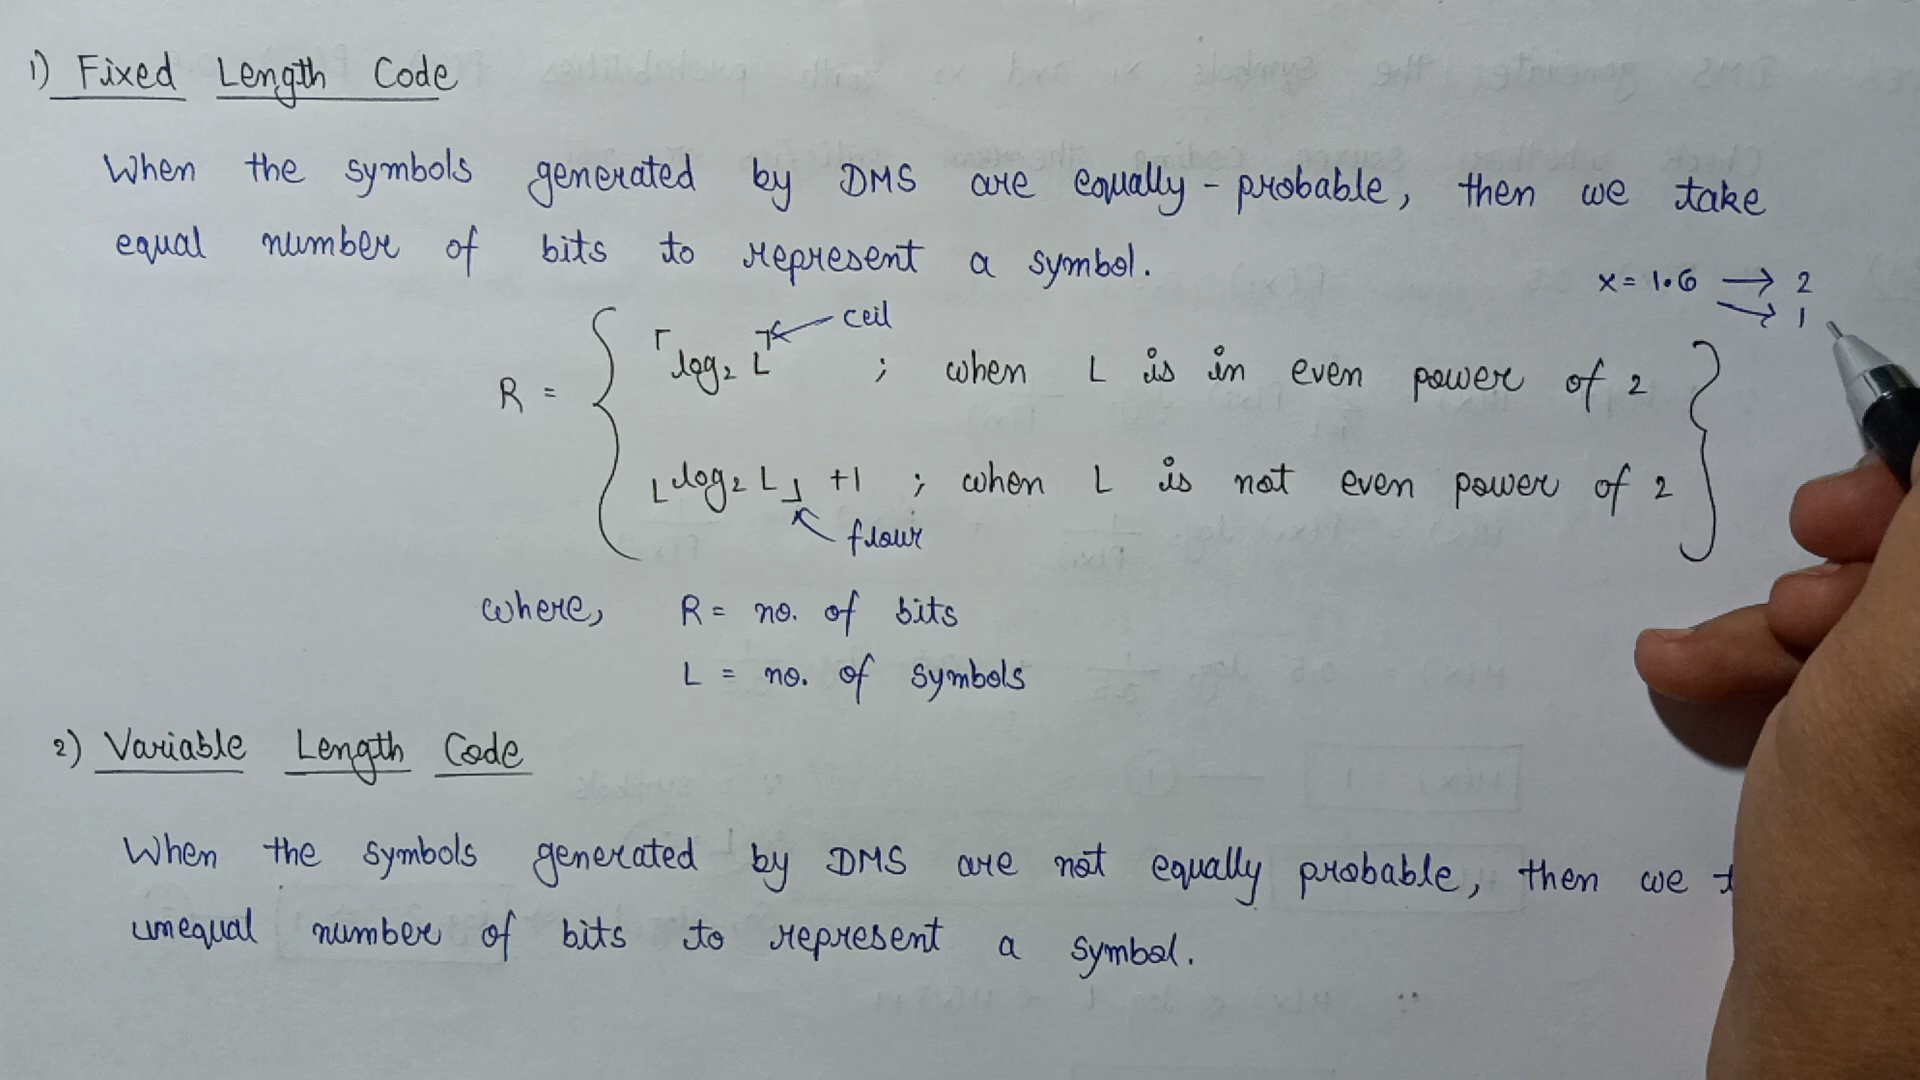 1) Fixed Length Code
When the symbols generated by DMS are equally-probable, then we take
equal number of bits to represent a symbol.
x = 1.6 → 2
→ 1
ceil
R = { ⌈log₂ L⌉ ; when L is in even power of 2
⌊log₂ L⌋ +1 ; when L is not even power of 2 }
flour
where, R = no. of bits
L = no. of symbols
2) Variable Length Code
When the symbols generated by DMS are not equally probable, then we t
unequal number of bits to represent a symbol.